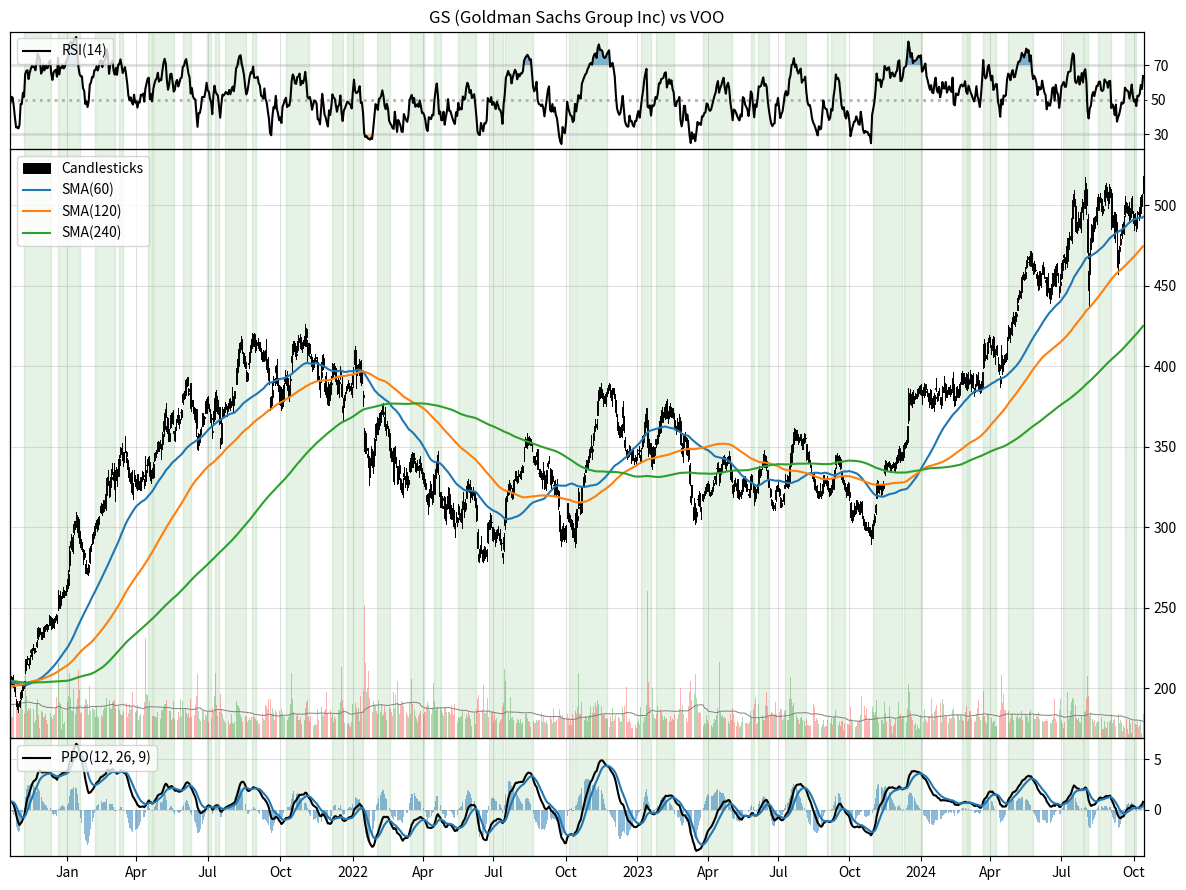 GS (Goldman Sachs Group Inc) vs VOO
RSI(14)
70
50
30
Candlesticks
SMA(60)
SMA(120)
SMA(240)
500
450
400
350
300
250
200
PPO(12, 26, 9)
5
0
Jan Apr Jul Oct 2022 Apr Jul Oct 2023 Apr Jul Oct 2024 Apr Jul Oct